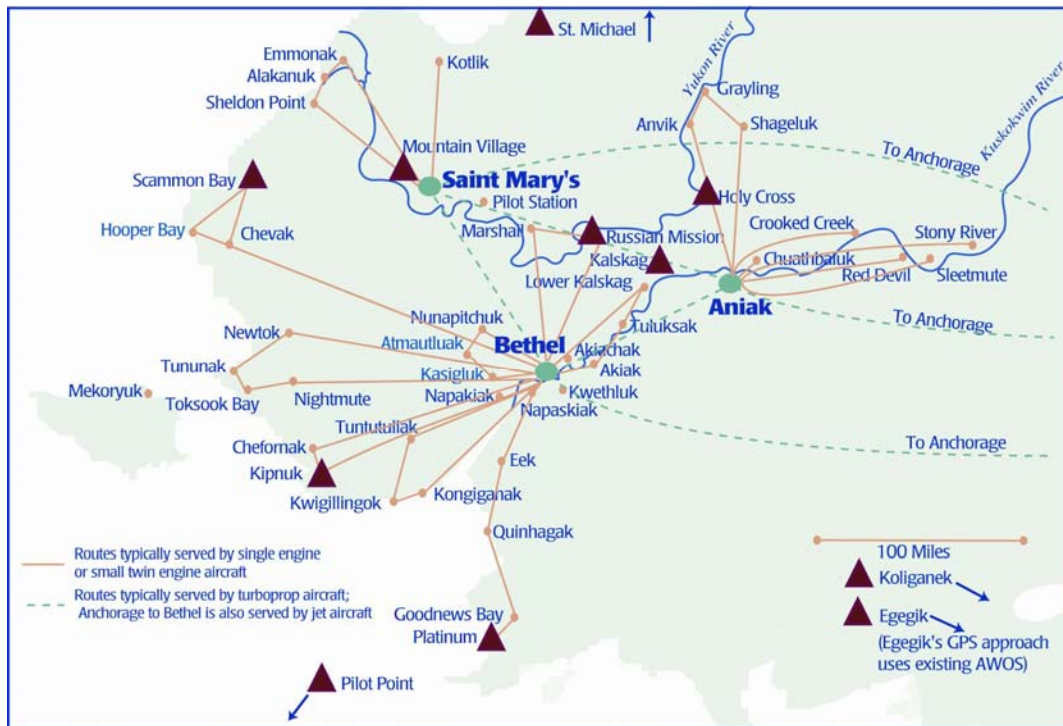 St. Michael
Emmonak
Kotlik
Alakanuk
Sheldon Point
Yukon River
Grayling
Kuskokwim River
Anvik
Shageluk
Mountain Village
To Anchorage
Scammon Bay
Saint Mary's
Holy Cross
Pilot Station
Hooper Bay
Chevak
Marshall
Russian Mission
Crooked Creek
Stony River
Kalskag
Chuathbaluk
Lower Kalskag
Red Devil
Sleetmute
Aniak
Nunapitchuk
Newtok
Tuluksak
To Anchorage
Atmautluak
Bethel
Akiachak
Tununak
Kasigluk
Akiak
Mekoryuk
Toksook Bay
Nightmute
Napakiak
Kwethluk
Napaskiak
Tuntutuliak
Chefornak
To Anchorage
Kipnuk
Eek
Kwigillingok
Kongiganak
Quinhagak
Routes typically served by single engine
or small twin engine aircraft
100 Miles
Routes typically served by turboprop aircraft;
Anchorage to Bethel is also served by jet aircraft
Koliganek
Goodnews Bay
Egegik
Platinum
(Egegik's GPS approach
uses existing AWOS)
Pilot Point